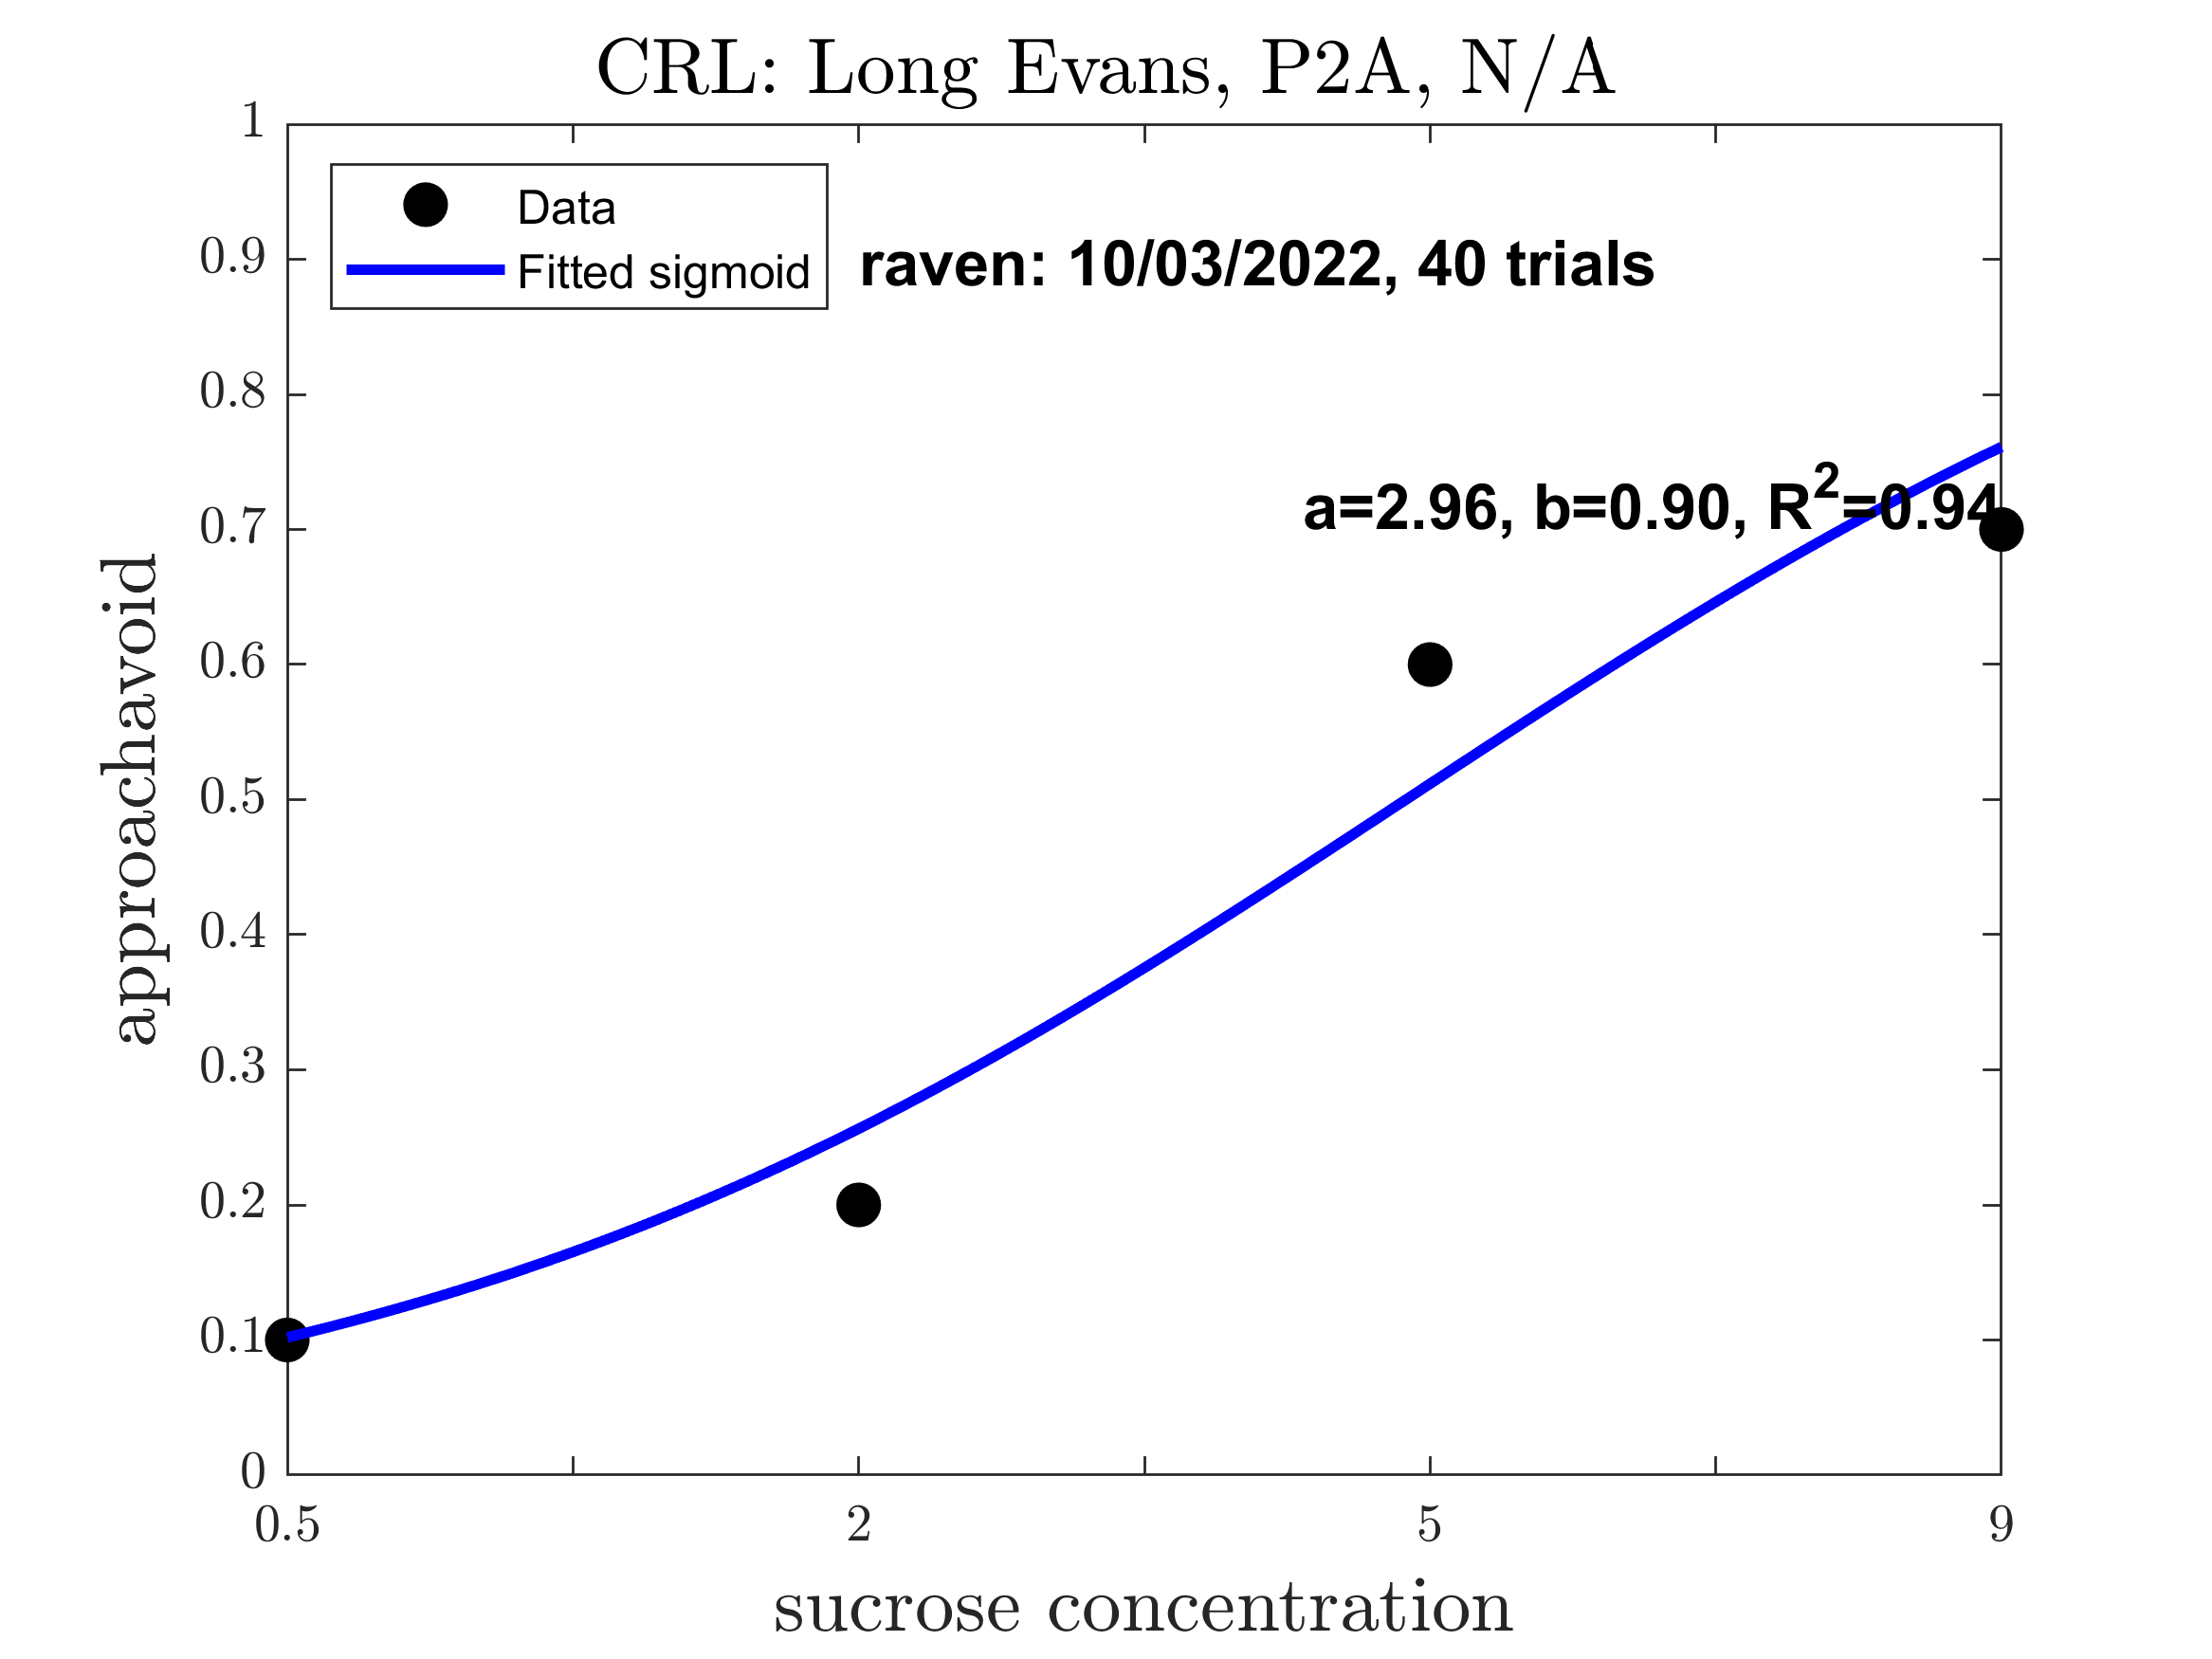 CRL: Long Evans, P2A, N/A
Data
Fitted sigmoid
raven: 10/03/2022, 40 trials
a=2.96, b=0.90, R²=0.94
approachavoid
1
0.9
0.8
0.7
0.6
0.5
0.4
0.3
0.2
0.1
0
0.5 2 5 9
sucrose concentration